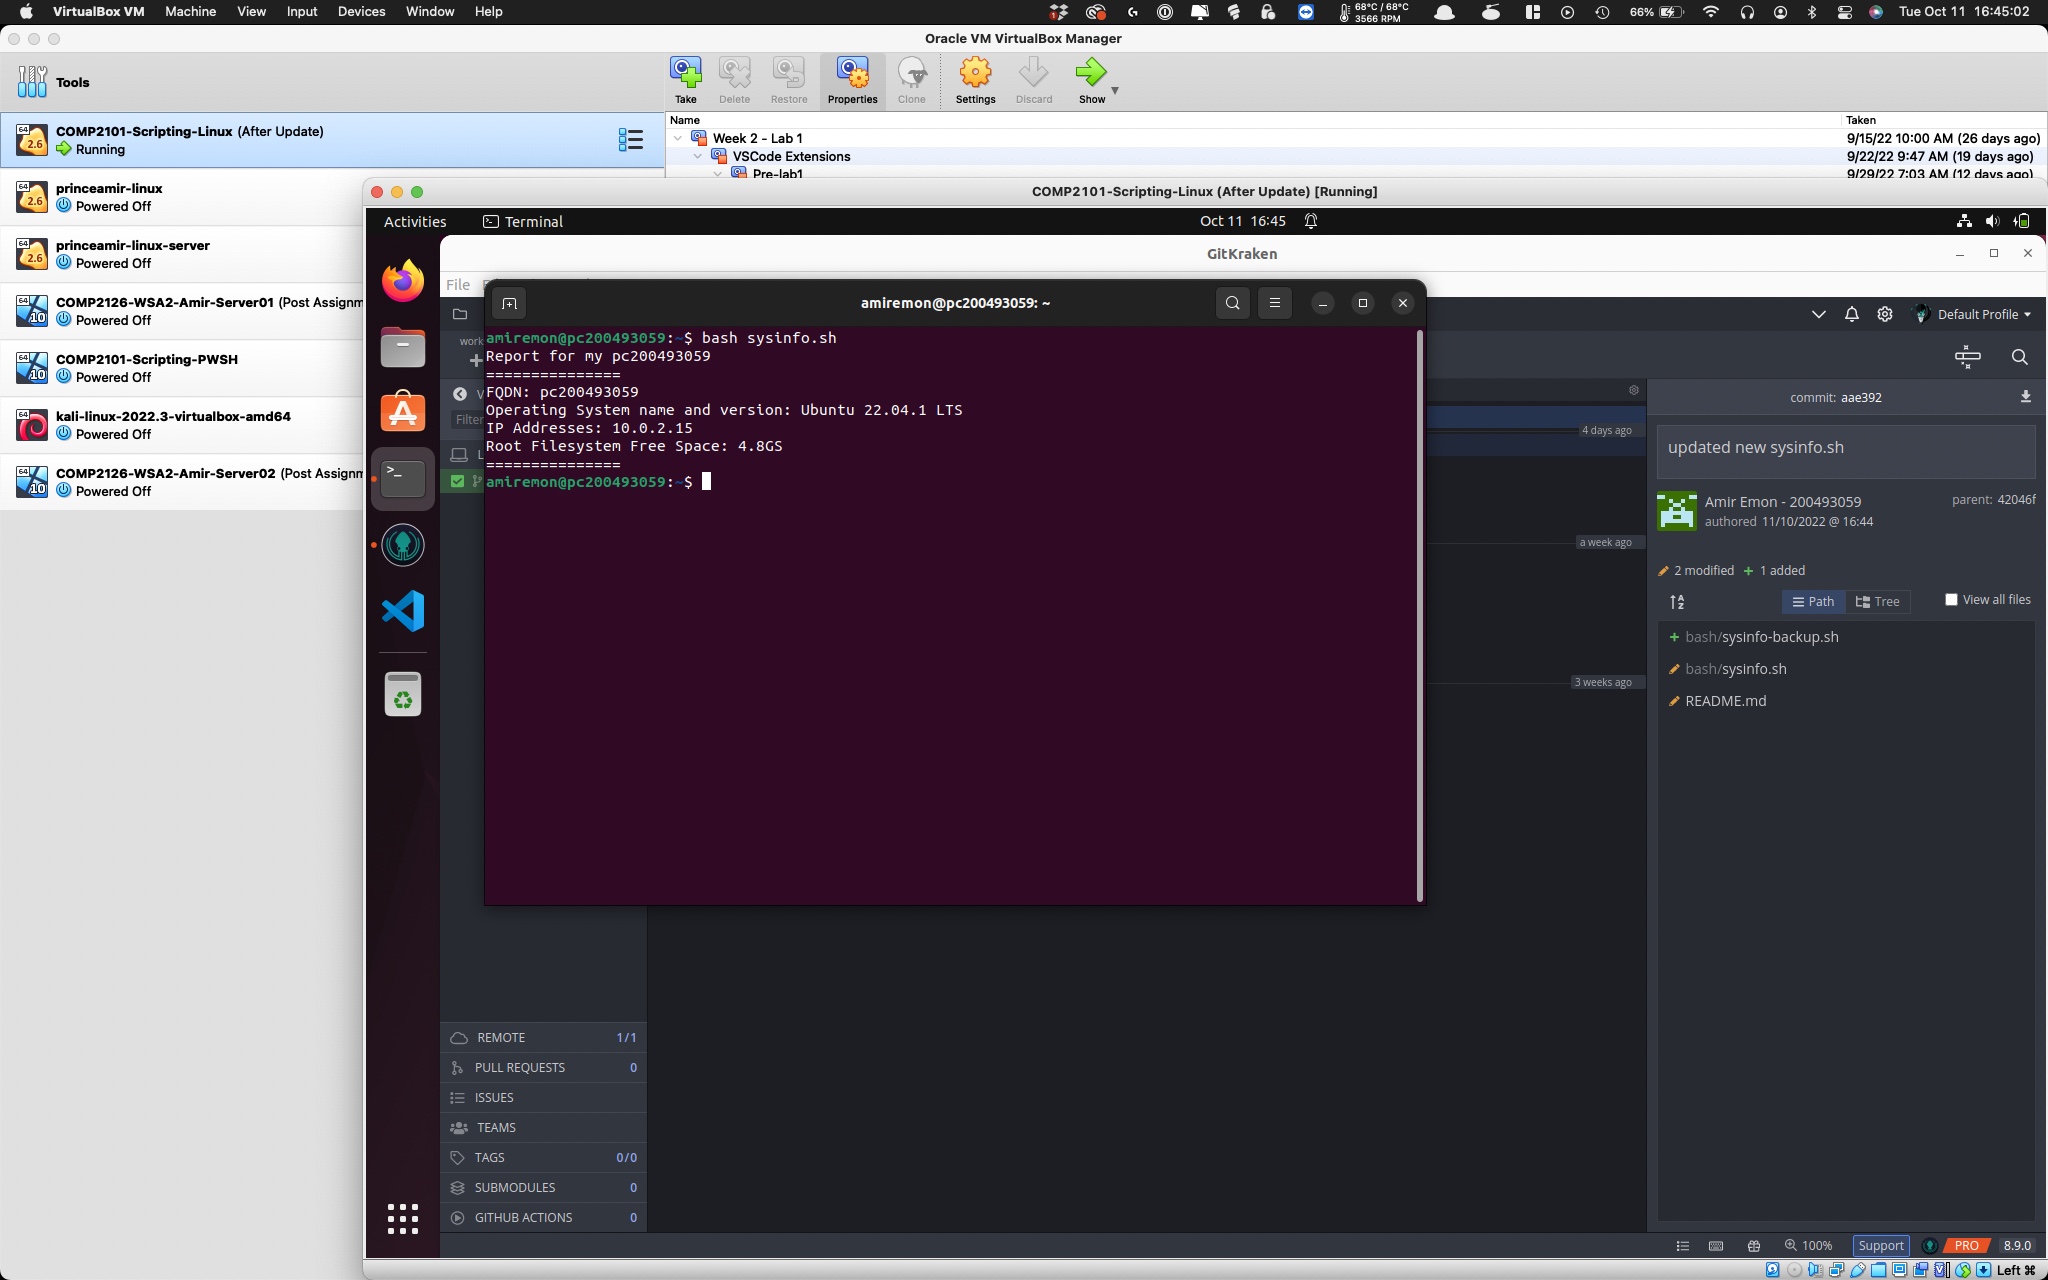 VirtualBox VM Machine View Input Devices Window Help
68°C / 68°C
3566 RPM
66%
Tue Oct 11 16:45:02
Oracle VM VirtualBox Manager
Tools
Take Delete Restore Properties Clone Settings Discard Show
COMP2101-Scripting-Linux (After Update)
Running
princeamir-linux
Powered Off
princeamir-linux-server
Powered Off
COMP2126-WSA2-Amir-Server01 (Post Assignm
Powered Off
COMP2101-Scripting-PWSH
Powered Off
kali-linux-2022.3-virtualbox-amd64
Powered Off
COMP2126-WSA2-Amir-Server02 (Post Assignm
Powered Off
Name Taken
Week 2 - Lab 1 9/15/22 10:00 AM (26 days ago)
VSCode Extensions 9/22/22 9:47 AM (19 days ago)
Pre-lab1 9/29/22 7:03 AM (12 days ago)
COMP2101-Scripting-Linux (After Update) [Running]
Activities Terminal Oct 11 16:45
GitKraken
File
amiremon@pc200493059: ~
amiremon@pc200493059:~$ bash sysinfo.sh
Report for my pc200493059
===============
FQDN: pc200493059
Operating System name and version: Ubuntu 22.04.1 LTS
IP Addresses: 10.0.2.15
Root Filesystem Free Space: 4.8GS
===============
amiremon@pc200493059:~$
work
V
Filter
L
Default Profile
4 days ago
a week ago
3 weeks ago
commit: aae392
updated new sysinfo.sh
Amir Emon - 200493059 parent: 42046f
authored 11/10/2022 @ 16:44
2 modified + 1 added
Path Tree View all files
+ bash/sysinfo-backup.sh
bash/sysinfo.sh
README.md
REMOTE 1/1
PULL REQUESTS 0
ISSUES
TEAMS
TAGS 0/0
SUBMODULES 0
GITHUB ACTIONS 0
100% Support PRO 8.9.0
Left ⌘